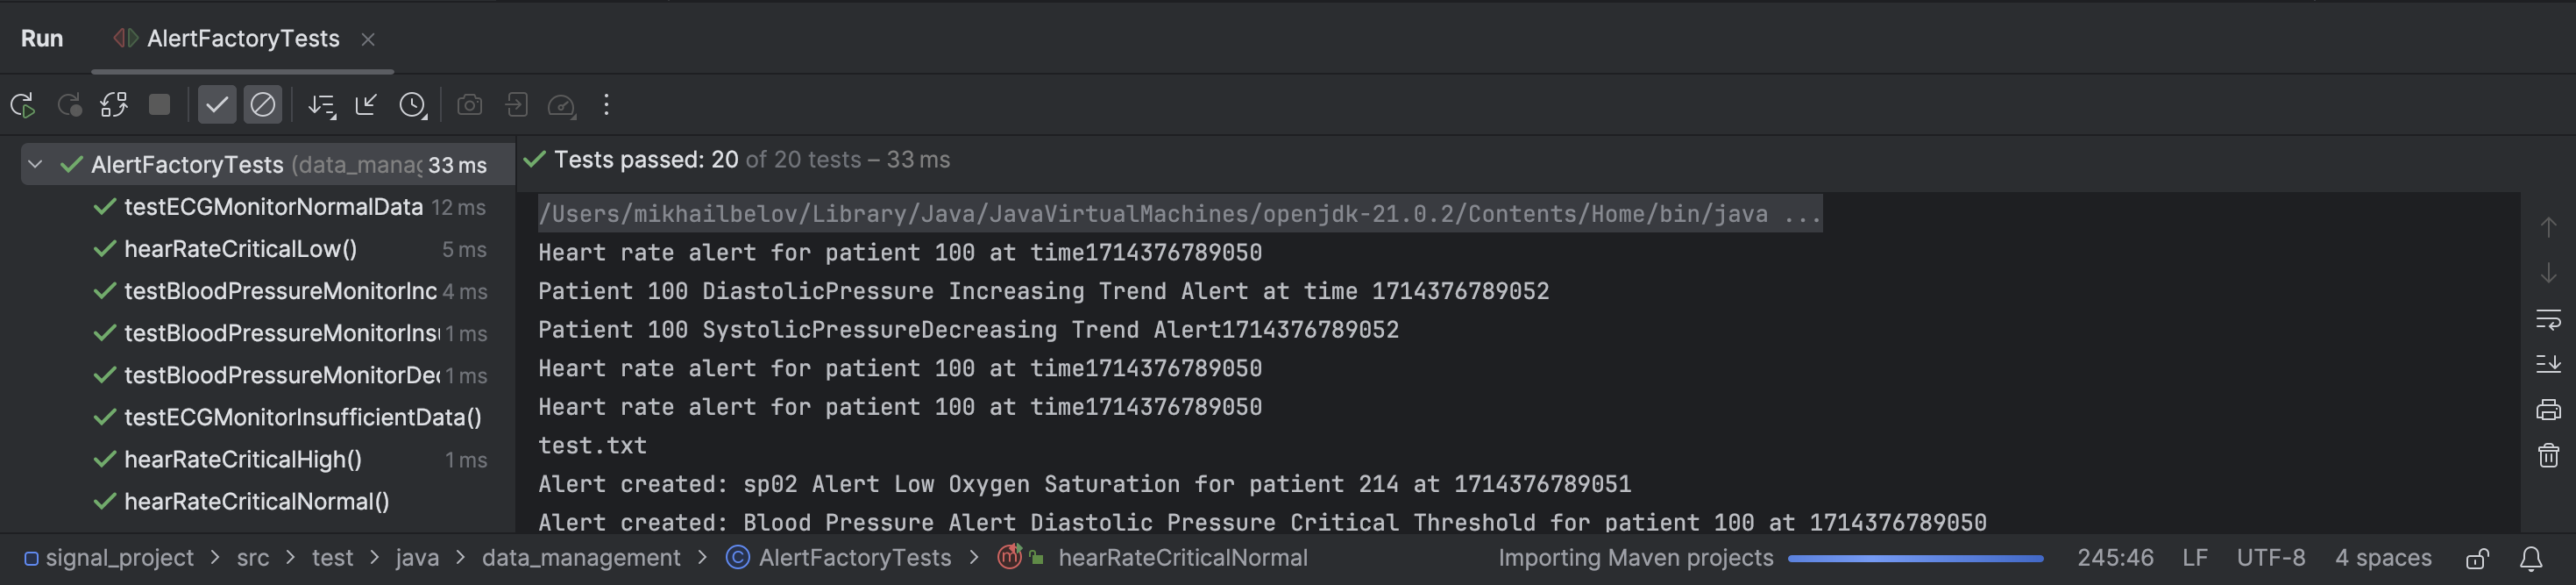 Run AlertFactoryTests
AlertFactoryTests (data_manag 33 ms
testECGMonitorNormalData 12 ms
hearRateCriticalLow() 5 ms
testBloodPressureMonitorInc 4 ms
testBloodPressureMonitorInsu 1 ms
testBloodPressureMonitorDec 1 ms
testECGMonitorInsufficientData()
hearRateCriticalHigh() 1 ms
hearRateCriticalNormal()
Tests passed: 20 of 20 tests – 33 ms
/Users/mikhailbelov/Library/Java/JavaVirtualMachines/openjdk-21.0.2/Contents/Home/bin/java ...
Heart rate alert for patient 100 at time1714376789050
Patient 100 DiastolicPressure Increasing Trend Alert at time 1714376789052
Patient 100 SystolicPressureDecreasing Trend Alert1714376789052
Heart rate alert for patient 100 at time1714376789050
Heart rate alert for patient 100 at time1714376789050
test.txt
Alert created: sp02 Alert Low Oxygen Saturation for patient 214 at 1714376789051
Alert created: Blood Pressure Alert Diastolic Pressure Critical Threshold for patient 100 at 1714376789050
signal_project > src > test > java > data_management > AlertFactoryTests > hearRateCriticalNormal Importing Maven projects 245:46 LF UTF-8 4 spaces